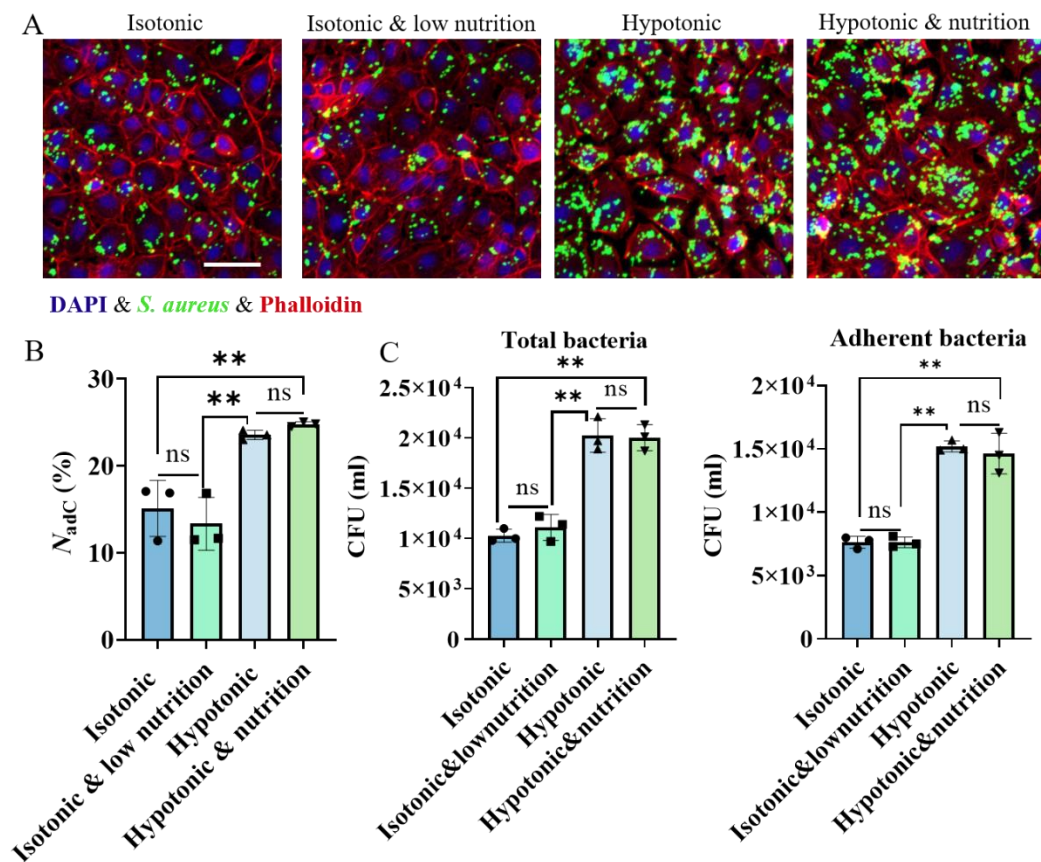 A
Isotonic
Isotonic & low nutrition
Hypotonic
Hypotonic & nutrition
DAPI & S. aureus & Phalloidin
B
N_adC (%)
30
20
10
0
**
**
ns
ns
Isotonic
Isotonic & low nutrition
Hypotonic
Hypotonic & nutrition
C
Total bacteria
CFU (ml)
2.5×10⁴
2×10⁴
1.5×10⁴
1×10⁴
5×10³
0
**
**
ns
ns
Isotonic
Isotonic&lownutrition
Hypotonic
Hypotonic&nutrition
Adherent bacteria
CFU (ml)
2×10⁴
1.5×10⁴
1×10⁴
5×10³
0
**
**
ns
ns
Isotonic
Isotonic&lownutrition
Hypotonic
Hypotonic&nutrition